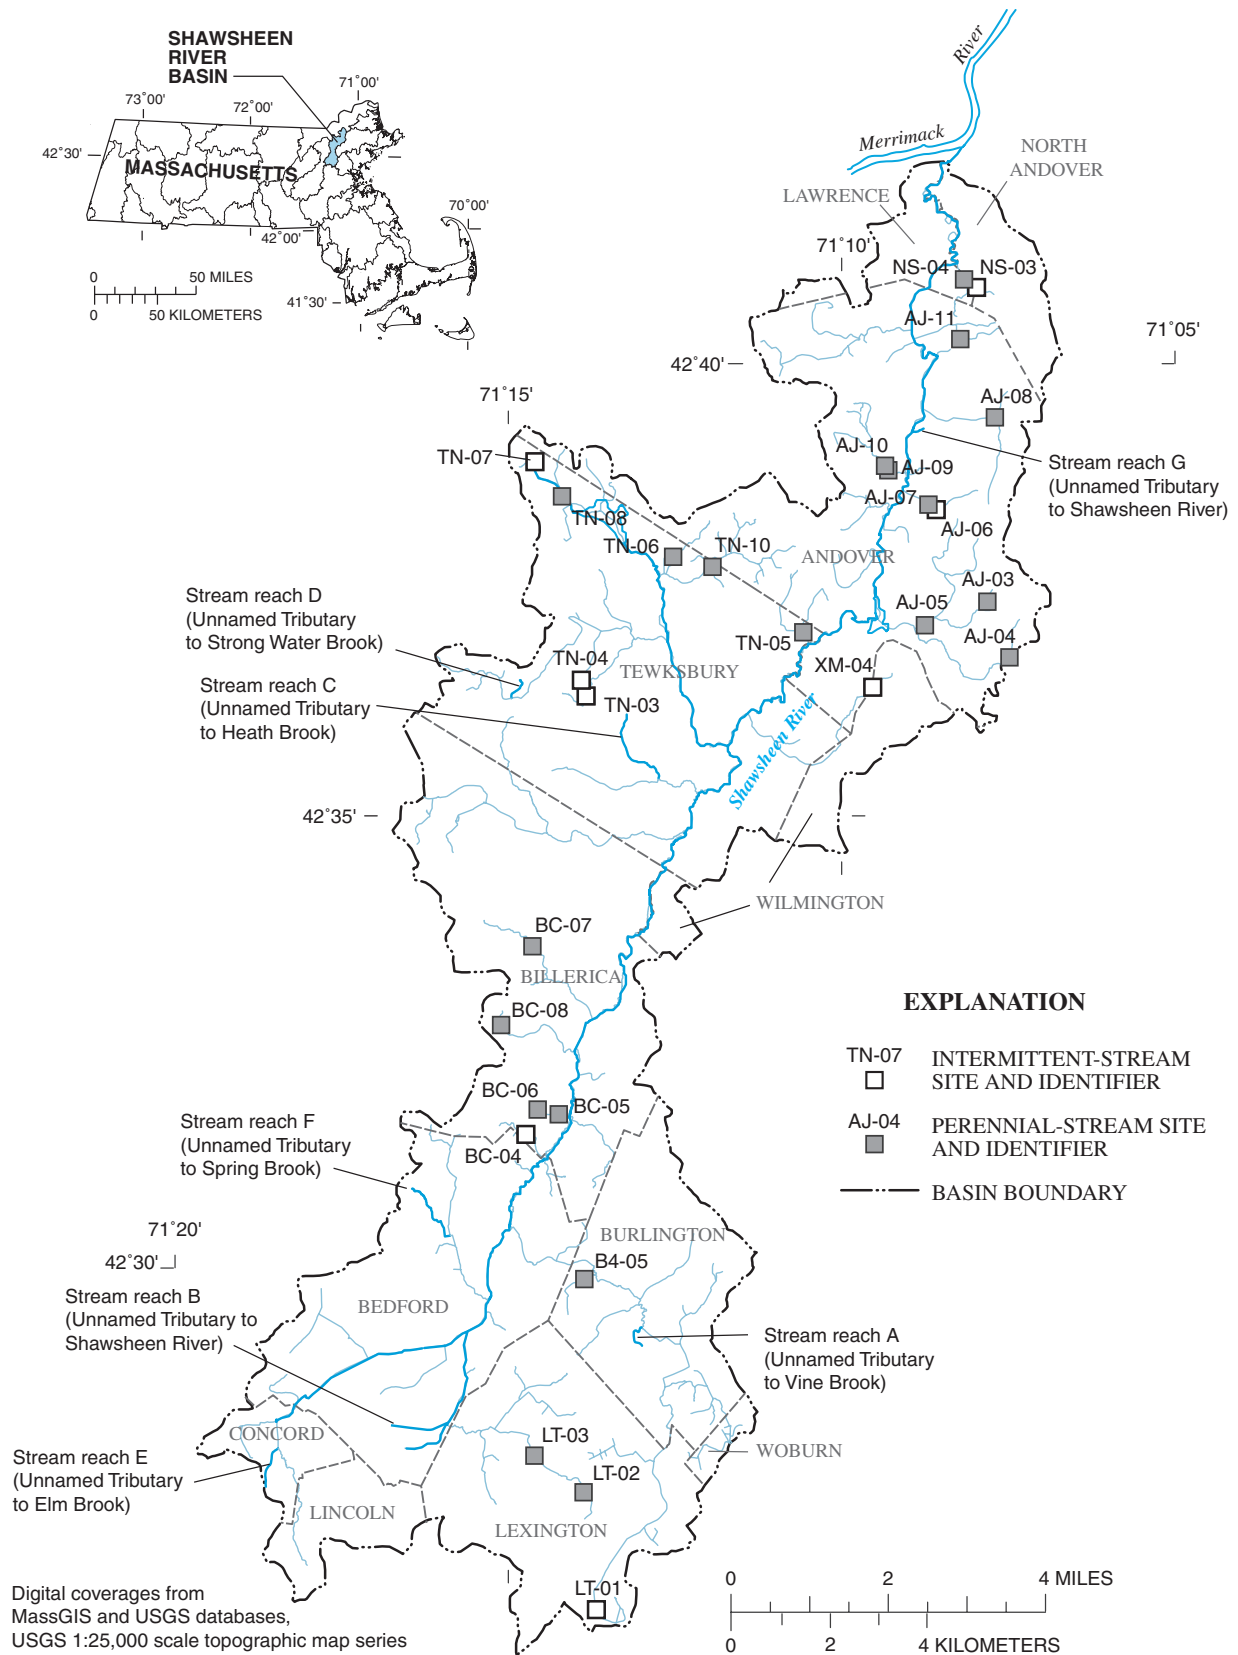 SHAWSHEEN
RIVER
BASIN
71°00'
73°00'
72°00'
42°30'
MASSACHUSETTS
70°00'
42°00'
41°30'
0 50 MILES
0 50 KILOMETERS
River
Merrimack
NORTH
ANDOVER
LAWRENCE
71°10'
NS-04
NS-03
AJ-11
71°05'
42°40'
71°15'
AJ-08
AJ-10
AJ-09
TN-07
Stream reach G
(Unnamed Tributary
to Shawsheen River)
AJ-07
AJ-06
TN-08
TN-06
TN-10
ANDOVER
AJ-03
AJ-05
AJ-04
TN-05
Stream reach D
(Unnamed Tributary
to Strong Water Brook)
TN-04
TEWKSBURY
XM-04
Stream reach C
(Unnamed Tributary
to Heath Brook)
TN-03
Shawsheen River
42°35'
WILMINGTON
BC-07
BILLERICA
BC-08
EXPLANATION
TN-07 INTERMITTENT-STREAM
SITE AND IDENTIFIER
AJ-04 PERENNIAL-STREAM SITE
AND IDENTIFIER
BASIN BOUNDARY
BC-06
BC-05
BC-04
Stream reach F
(Unnamed Tributary
to Spring Brook)
71°20'
42°30'
BURLINGTON
B4-05
Stream reach B
(Unnamed Tributary to
Shawsheen River)
BEDFORD
Stream reach A
(Unnamed Tributary
to Vine Brook)
CONCORD
LT-03
WOBURN
Stream reach E
(Unnamed Tributary
to Elm Brook)
LT-02
LINCOLN
LEXINGTON
LT-01
Digital coverages from
MassGIS and USGS databases,
USGS 1:25,000 scale topographic map series
0 2 4 MILES
0 2 4 KILOMETERS